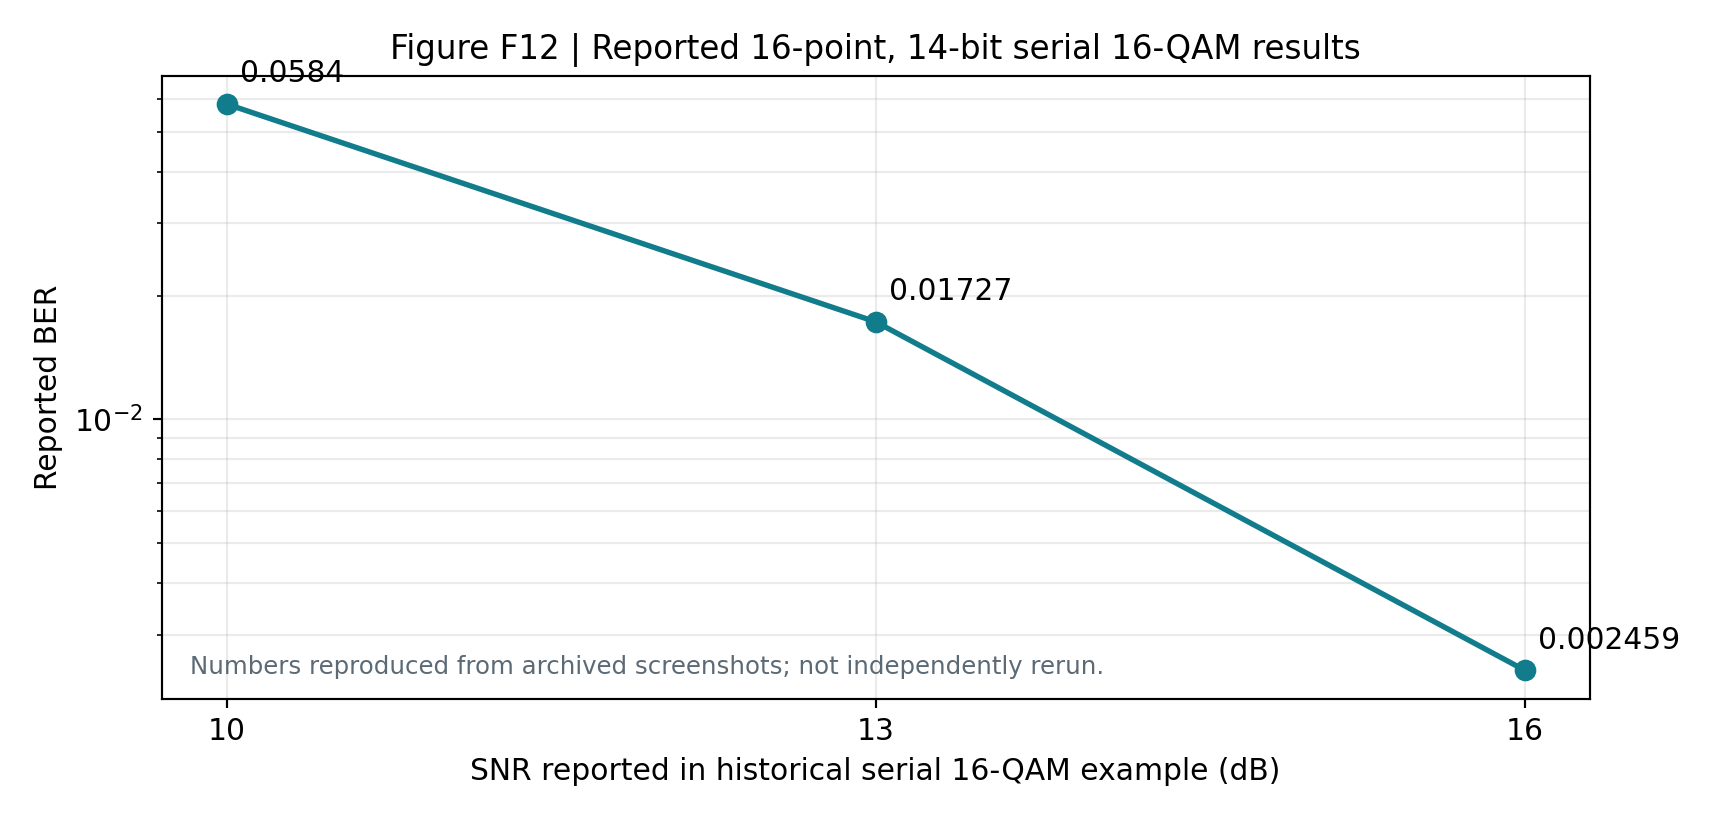 Figure F12 | Reported 16-point, 14-bit serial 16-QAM results
0.0584
0.01727
0.002459
Reported BER
10⁻²
Numbers reproduced from archived screenshots; not independently rerun.
10 13 16
SNR reported in historical serial 16-QAM example (dB)